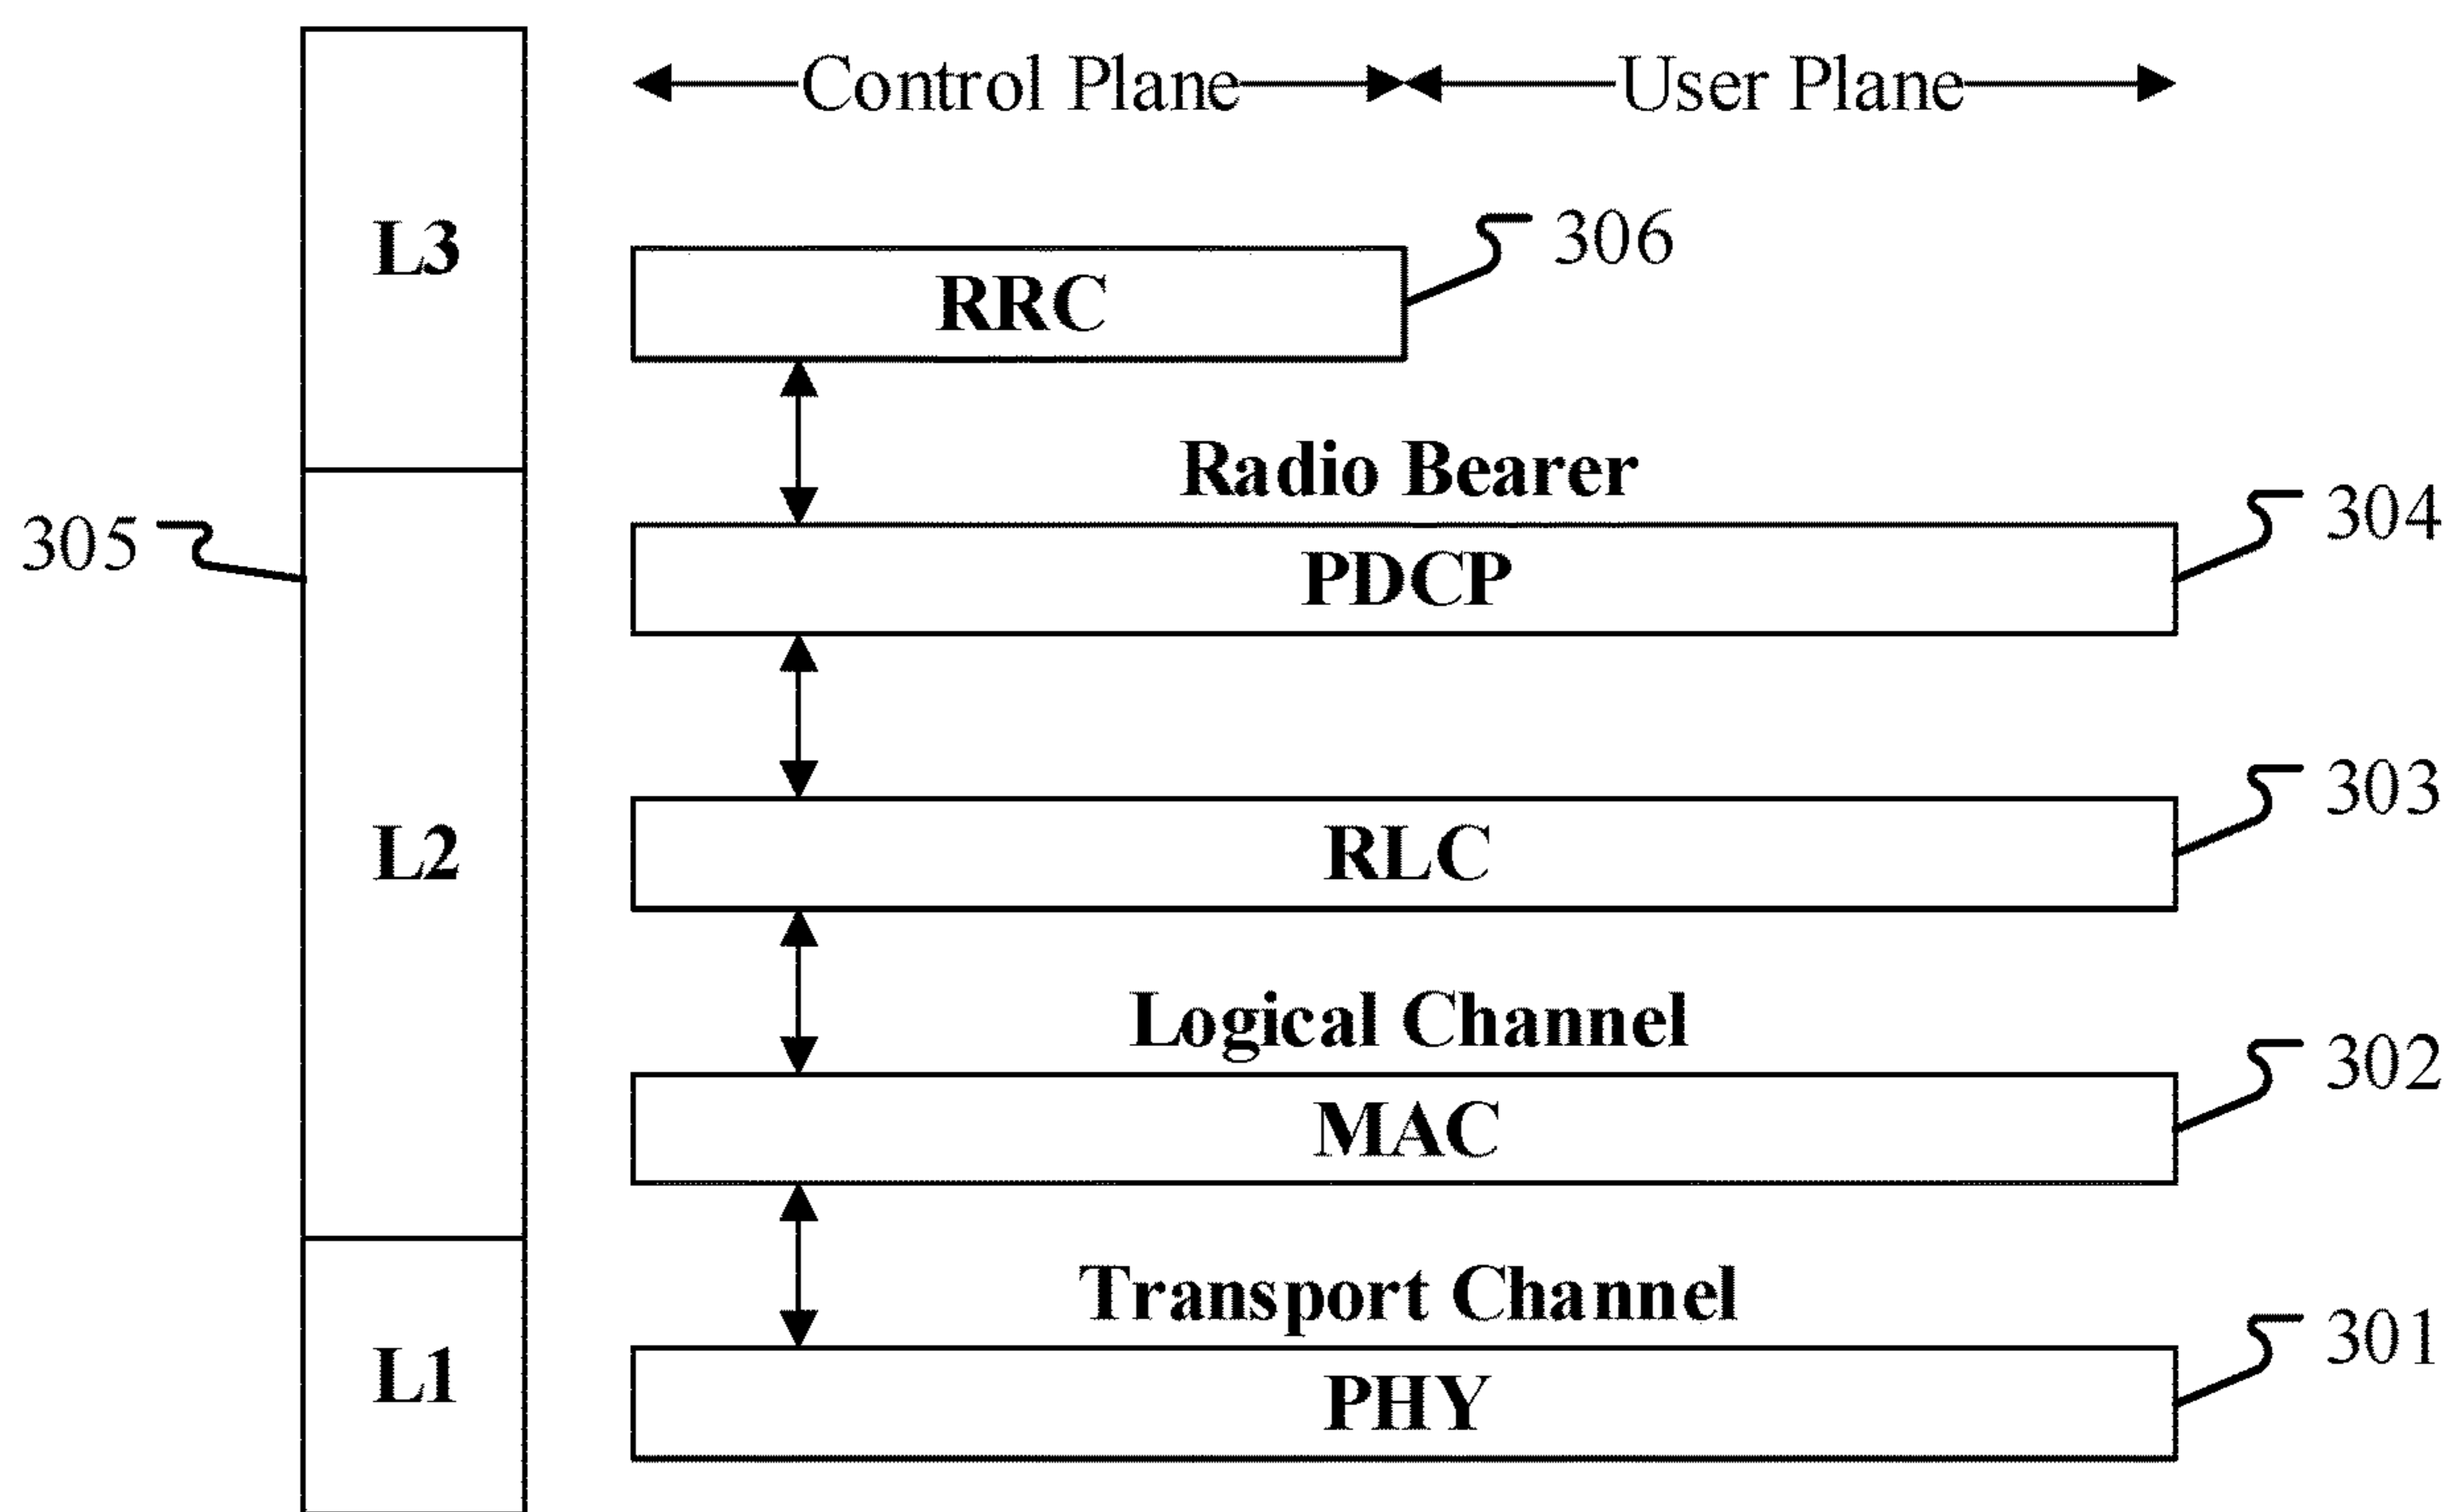 Control Plane User Plane
L3
306
RRC
Radio Bearer
304
305
PDCP
303
L2
RLC
Logical Channel
302
MAC
Transport Channel
301
L1
PHY